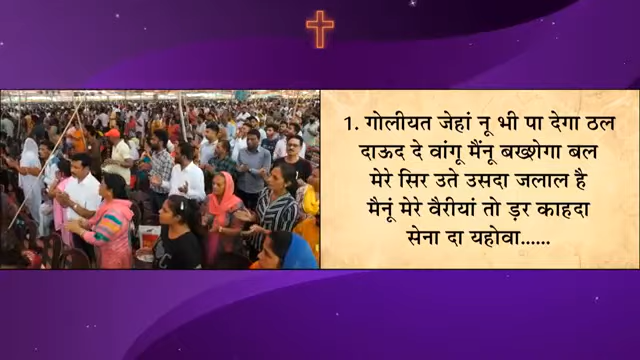 1. गोलीयत जेहां नू भी पा देगा ठल
दाऊद दे वांगू मैंनू बख्शेगा बल
मेरे सिर उते उसदा जलाल है
मैनूं मेरे वैरीयां तो ड़र काहदा
सेना दा यहोवा......